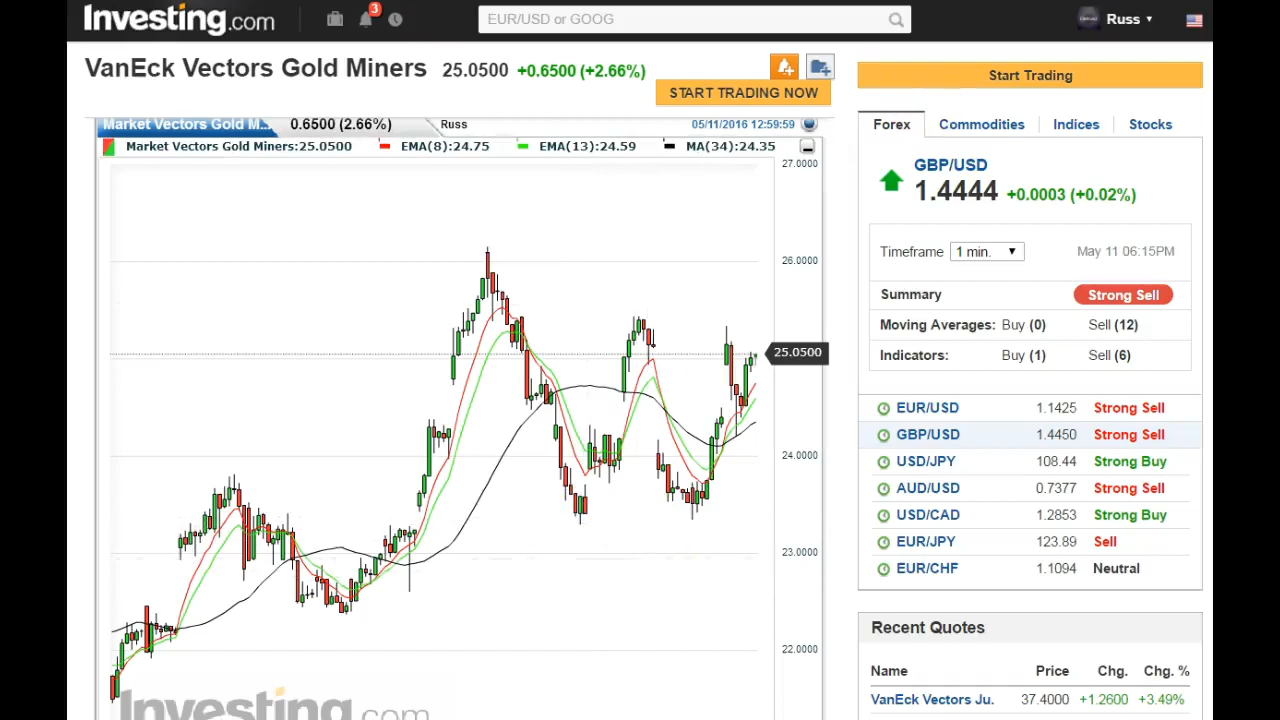 Investing.com
3
EUR/USD or GOOG
Russ
VanEck Vectors Gold Miners 25.0500 +0.6500 (+2.66%)
START TRADING NOW
Market Vectors Gold M... 0.6500 (2.66%) Russ 05/11/2016 12:59:59
Market Vectors Gold Miners:25.0500 EMA(8):24.75 EMA(13):24.59 MA(34):24.35
27.0000
26.0000
25.0500
24.0000
23.0000
22.0000
Investing.com
Start Trading
Forex Commodities Indices Stocks
GBP/USD
1.4444 +0.0003 (+0.02%)
Timeframe 1 min. May 11 06:15PM
Summary Strong Sell
Moving Averages: Buy (0) Sell (12)
Indicators: Buy (1) Sell (6)
EUR/USD 1.1425 Strong Sell
GBP/USD 1.4450 Strong Sell
USD/JPY 108.44 Strong Buy
AUD/USD 0.7377 Strong Sell
USD/CAD 1.2853 Strong Buy
EUR/JPY 123.89 Sell
EUR/CHF 1.1094 Neutral
Recent Quotes
Name Price Chg. Chg. %
VanEck Vectors Ju. 37.4000 +1.2600 +3.49%